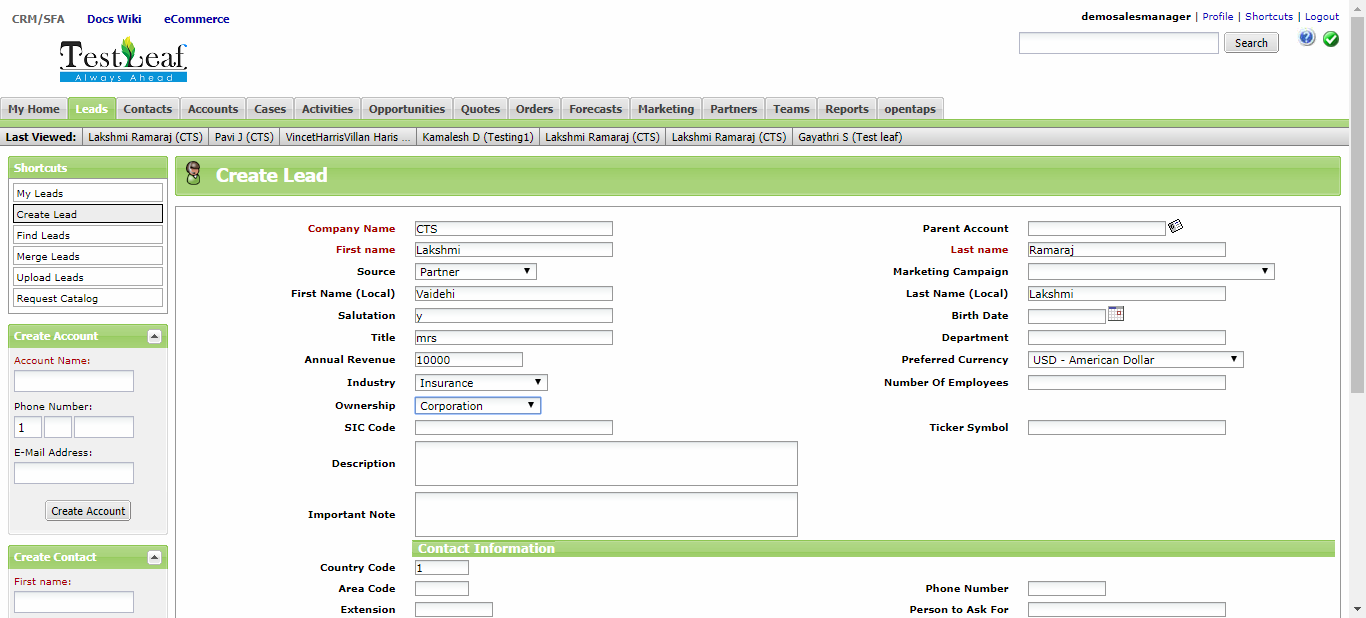 CRM/SFA Docs Wiki eCommerce
demosalesmanager | Profile | Shortcuts | Logout
TestLeaf
Always Ahead
Search
My Home Leads Contacts Accounts Cases Activities Opportunities Quotes Orders Forecasts Marketing Partners Teams Reports opentaps
Last Viewed: Lakshmi Ramaraj (CTS) Pavi J (CTS) VincetHarrisVillan Haris ... Kamalesh D (Testing1) Lakshmi Ramaraj (CTS) Lakshmi Ramaraj (CTS) Gayathri S (Test leaf)
Shortcuts
My Leads
Create Lead
Find Leads
Merge Leads
Upload Leads
Request Catalog
Create Account
Account Name:
Phone Number:
1
E-Mail Address:
Create Account
Create Contact
First name:
Create Lead
Company Name CTS Parent Account
First name Lakshmi Last name Ramaraj
Source Partner Marketing Campaign
First Name (Local) Vaidehi Last Name (Local) Lakshmi
Salutation y Birth Date
Title mrs Department
Annual Revenue 10000 Preferred Currency USD - American Dollar
Industry Insurance Number Of Employees
Ownership Corporation
SIC Code Ticker Symbol
Description
Important Note
Contact Information
Country Code 1
Area Code Phone Number
Extension Person to Ask For